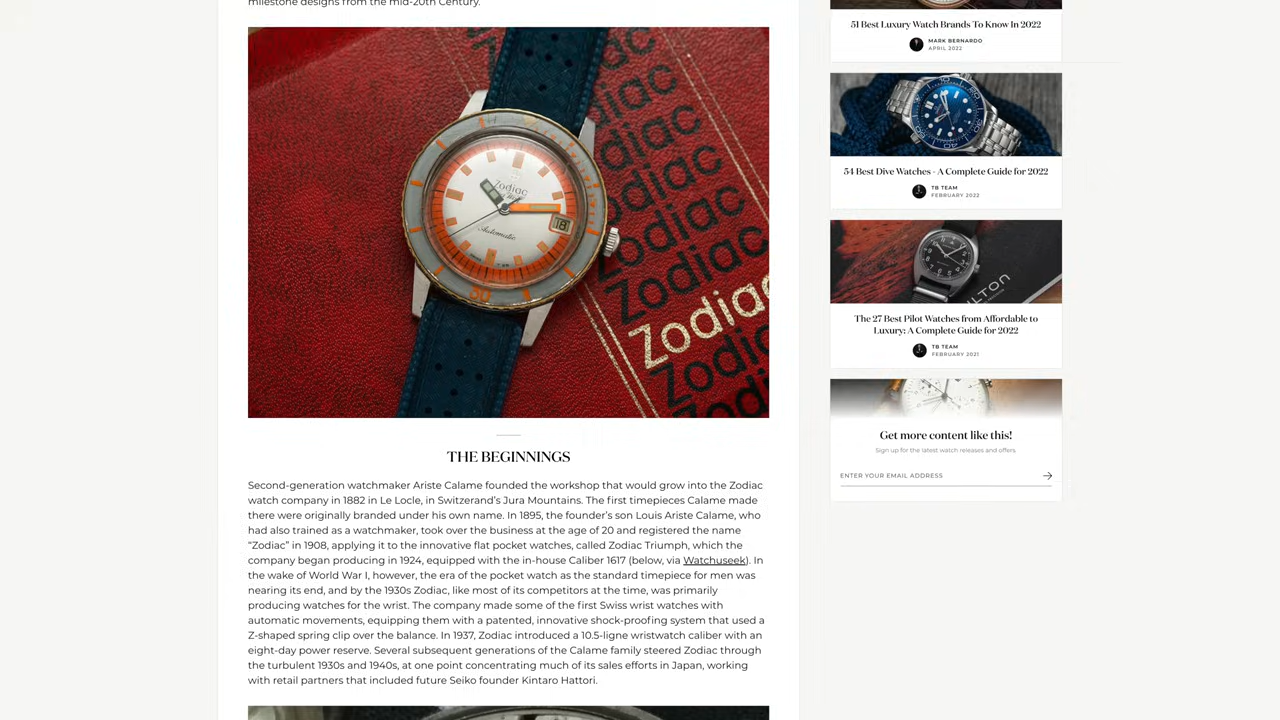 milestone designs from the mid-20th Century.
Zodiac
Automatic
18
Zodiac
Zodiac
Zodiac
Zodiac
Zodiac
Zodiac
Zodiac
Zodiac
THE BEGINNINGS
Second-generation watchmaker Ariste Calame founded the workshop that would grow into the Zodiac
watch company in 1882 in Le Locle, in Switzerand's Jura Mountains. The first timepieces Calame made
there were originally branded under his own name. In 1895, the founder's son Louis Ariste Calame, who
had also trained as a watchmaker, took over the business at the age of 20 and registered the name
"Zodiac" in 1908, applying it to the innovative flat pocket watches, called Zodiac Triumph, which the
company began producing in 1924, equipped with the in-house Caliber 1617 (below, via Watchuseek). In
the wake of World War I, however, the era of the pocket watch as the standard timepiece for men was
nearing its end, and by the 1930s Zodiac, like most of its competitors at the time, was primarily
producing watches for the wrist. The company made some of the first Swiss wrist watches with
automatic movements, equipping them with a patented, innovative shock-proofing system that used a
Z-shaped spring clip over the balance. In 1937, Zodiac introduced a 10.5-ligne wristwatch caliber with an
eight-day power reserve. Several subsequent generations of the Calame family steered Zodiac through
the turbulent 1930s and 1940s, at one point concentrating much of its sales efforts in Japan, working
with retail partners that included future Seiko founder Kintaro Hattori.
51 Best Luxury Watch Brands To Know In 2022
MARK BERNARDO
APRIL 2022
54 Best Dive Watches - A Complete Guide for 2022
TB TEAM
FEBRUARY 2022
The 27 Best Pilot Watches from Affordable to
Luxury: A Complete Guide for 2022
TB TEAM
FEBRUARY 2021
Get more content like this!
Sign up for the latest watch releases and offers
ENTER YOUR EMAIL ADDRESS